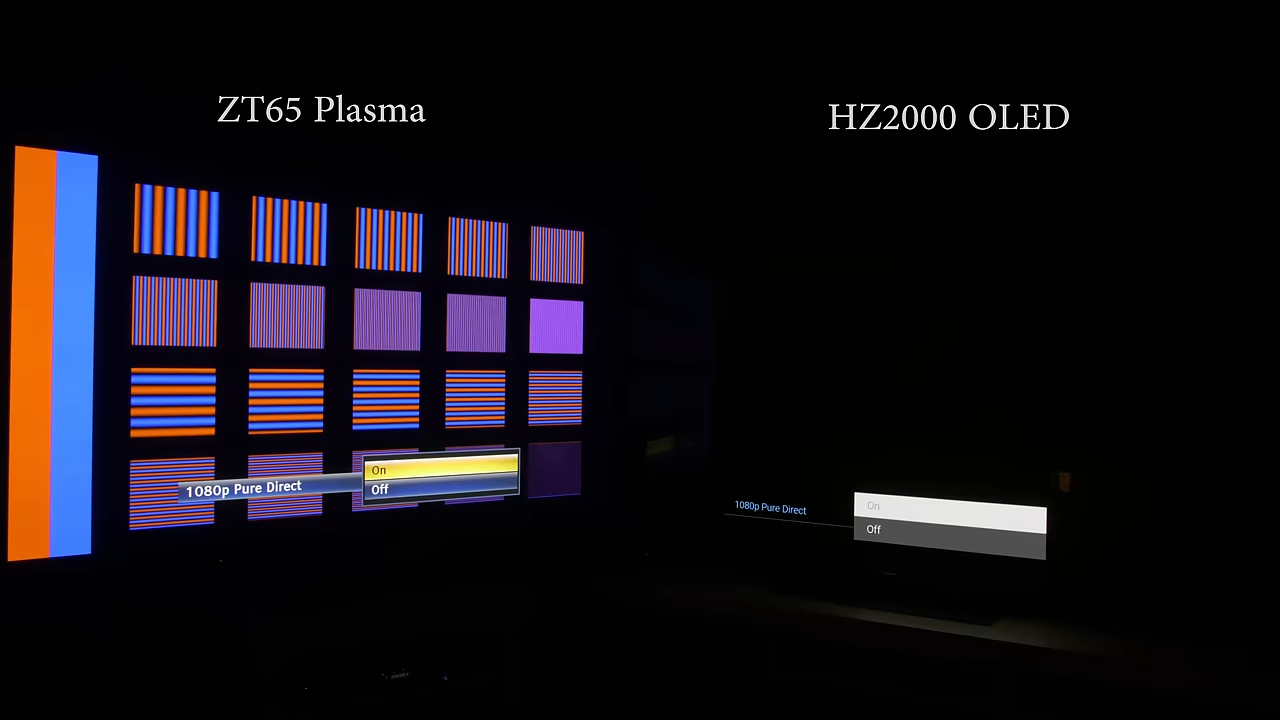 ZT65 Plasma
HZ2000 OLED
1080p Pure Direct
On
Off
1080p Pure Direct
On
Off